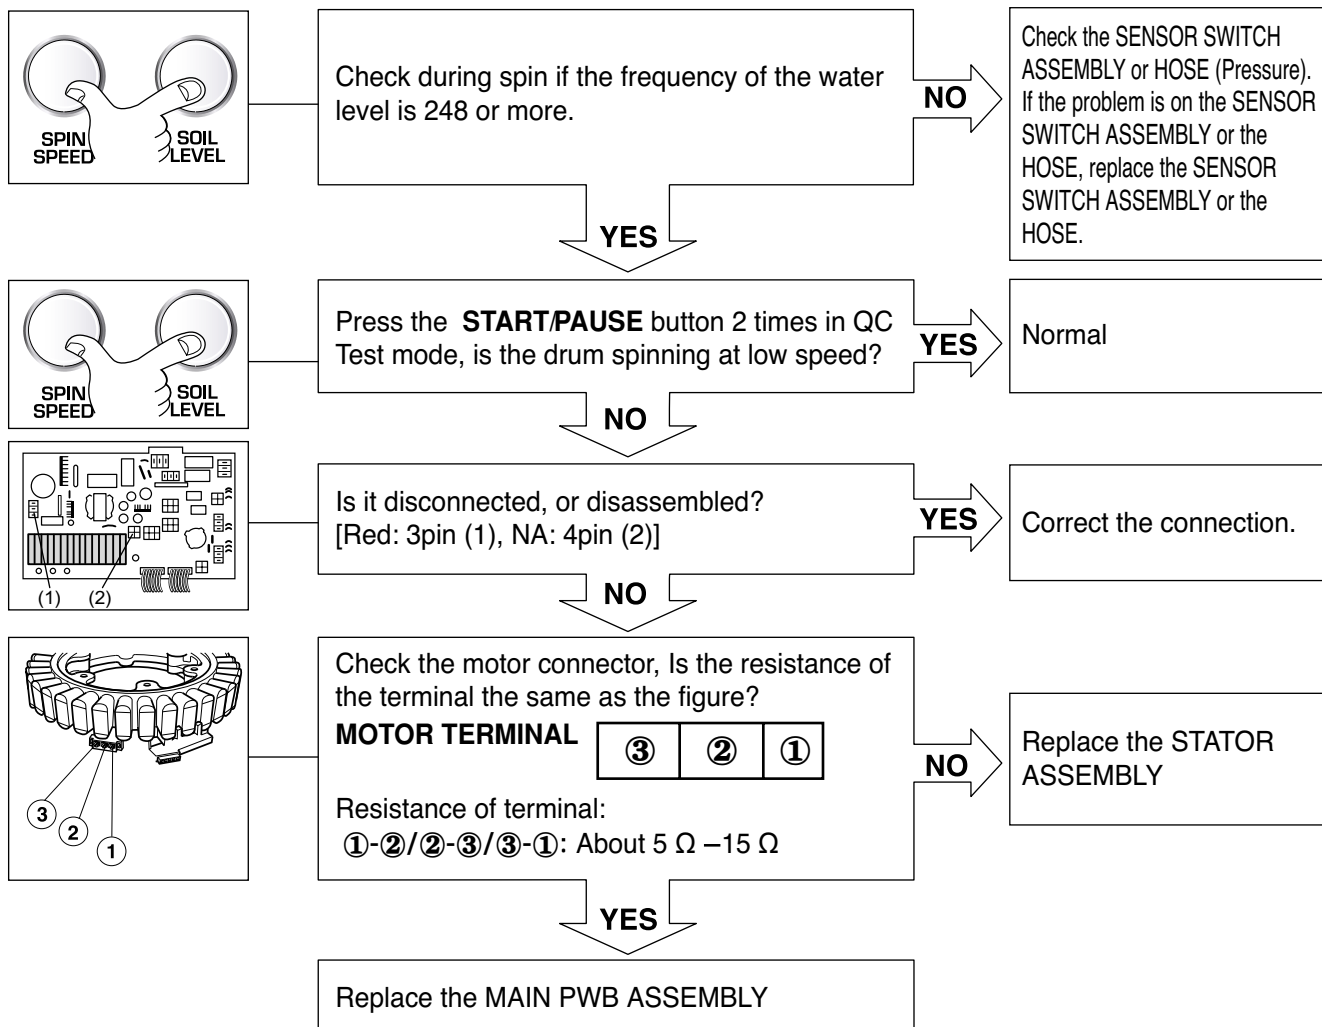 SPIN
SPEED
SOIL
LEVEL
Check during spin if the frequency of the water
level is 248 or more.
NO
Check the SENSOR SWITCH
ASSEMBLY or HOSE (Pressure).
If the problem is on the SENSOR
SWITCH ASSEMBLY or the
HOSE, replace the SENSOR
SWITCH ASSEMBLY or the
HOSE.
YES
SPIN
SPEED
SOIL
LEVEL
Press the START/PAUSE button 2 times in QC
Test mode, is the drum spinning at low speed?
YES
Normal
NO
(1)
(2)
Is it disconnected, or disassembled?
[Red: 3pin (1), NA: 4pin (2)]
YES
Correct the connection.
NO
3
2
1
Check the motor connector, Is the resistance of
the terminal the same as the figure?
MOTOR TERMINAL ③ ② ①
Resistance of terminal:
①-②/②-③/③-①: About 5 Ω –15 Ω
NO
Replace the STATOR
ASSEMBLY
YES
Replace the MAIN PWB ASSEMBLY